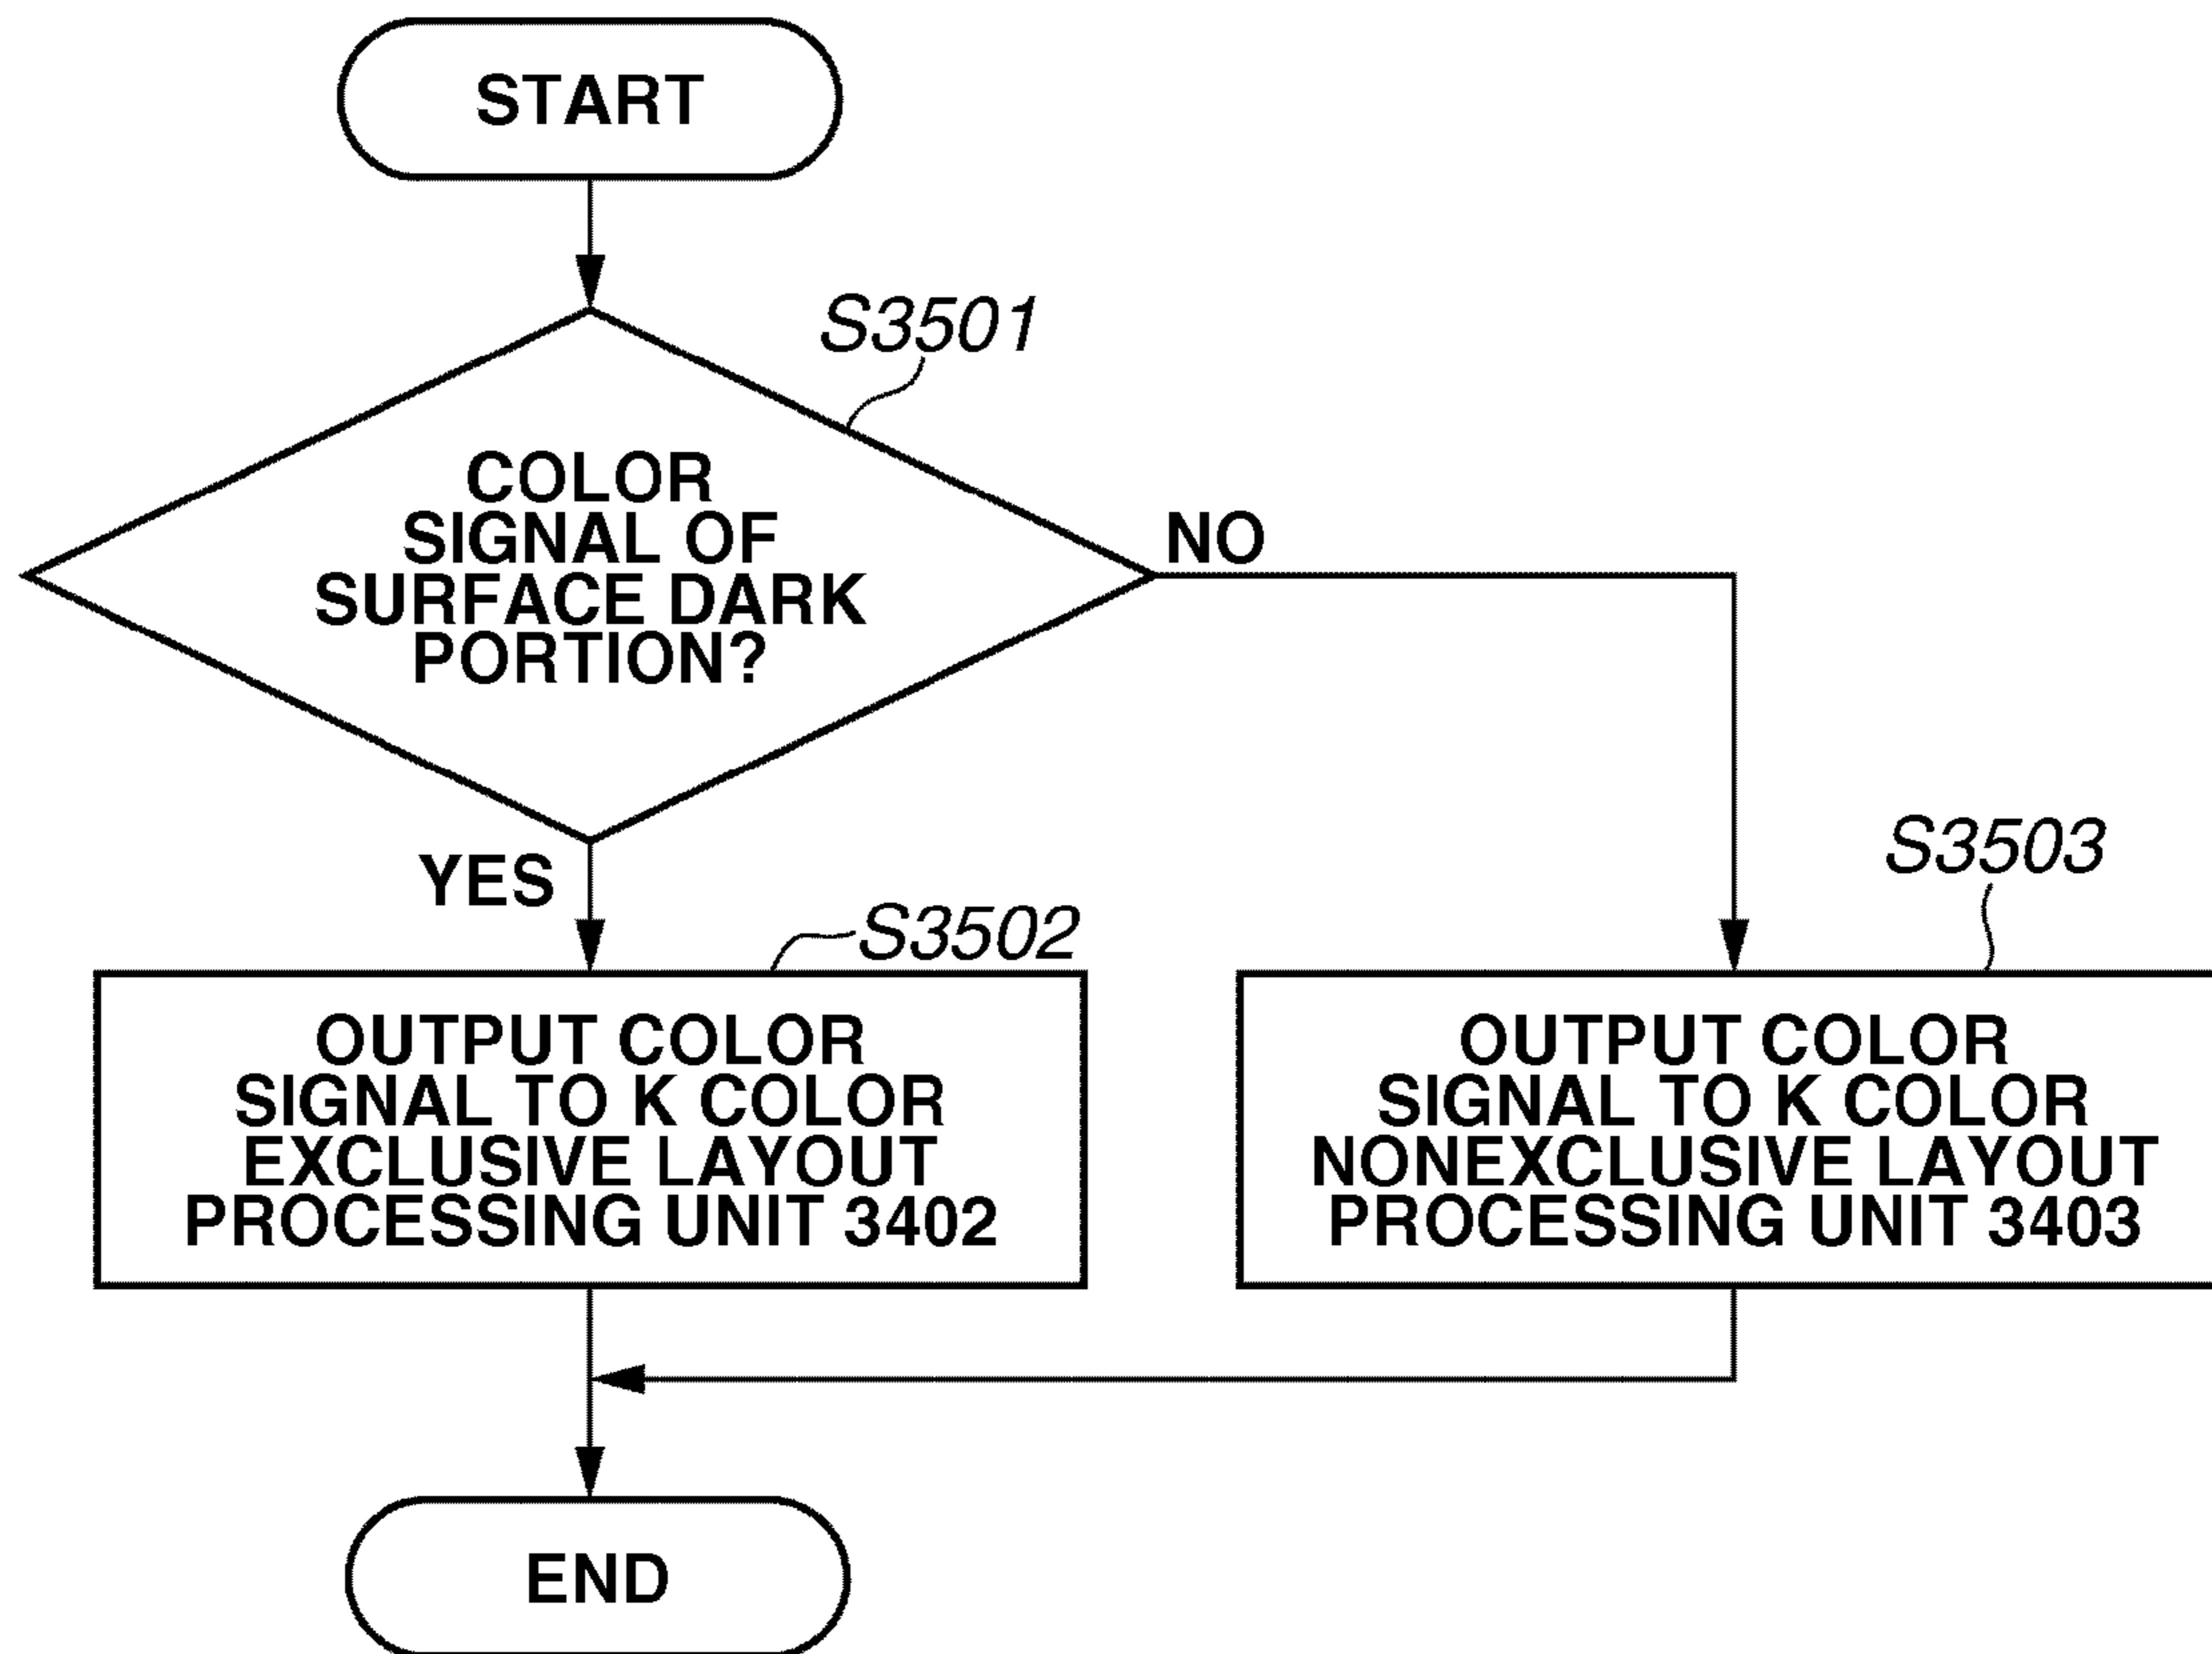 START
S3501
COLOR
SIGNAL OF
SURFACE DARK
PORTION?
NO
YES
S3502
OUTPUT COLOR
SIGNAL TO K COLOR
EXCLUSIVE LAYOUT
PROCESSING UNIT 3402
S3503
OUTPUT COLOR
SIGNAL TO K COLOR
NONEXCLUSIVE LAYOUT
PROCESSING UNIT 3403
END